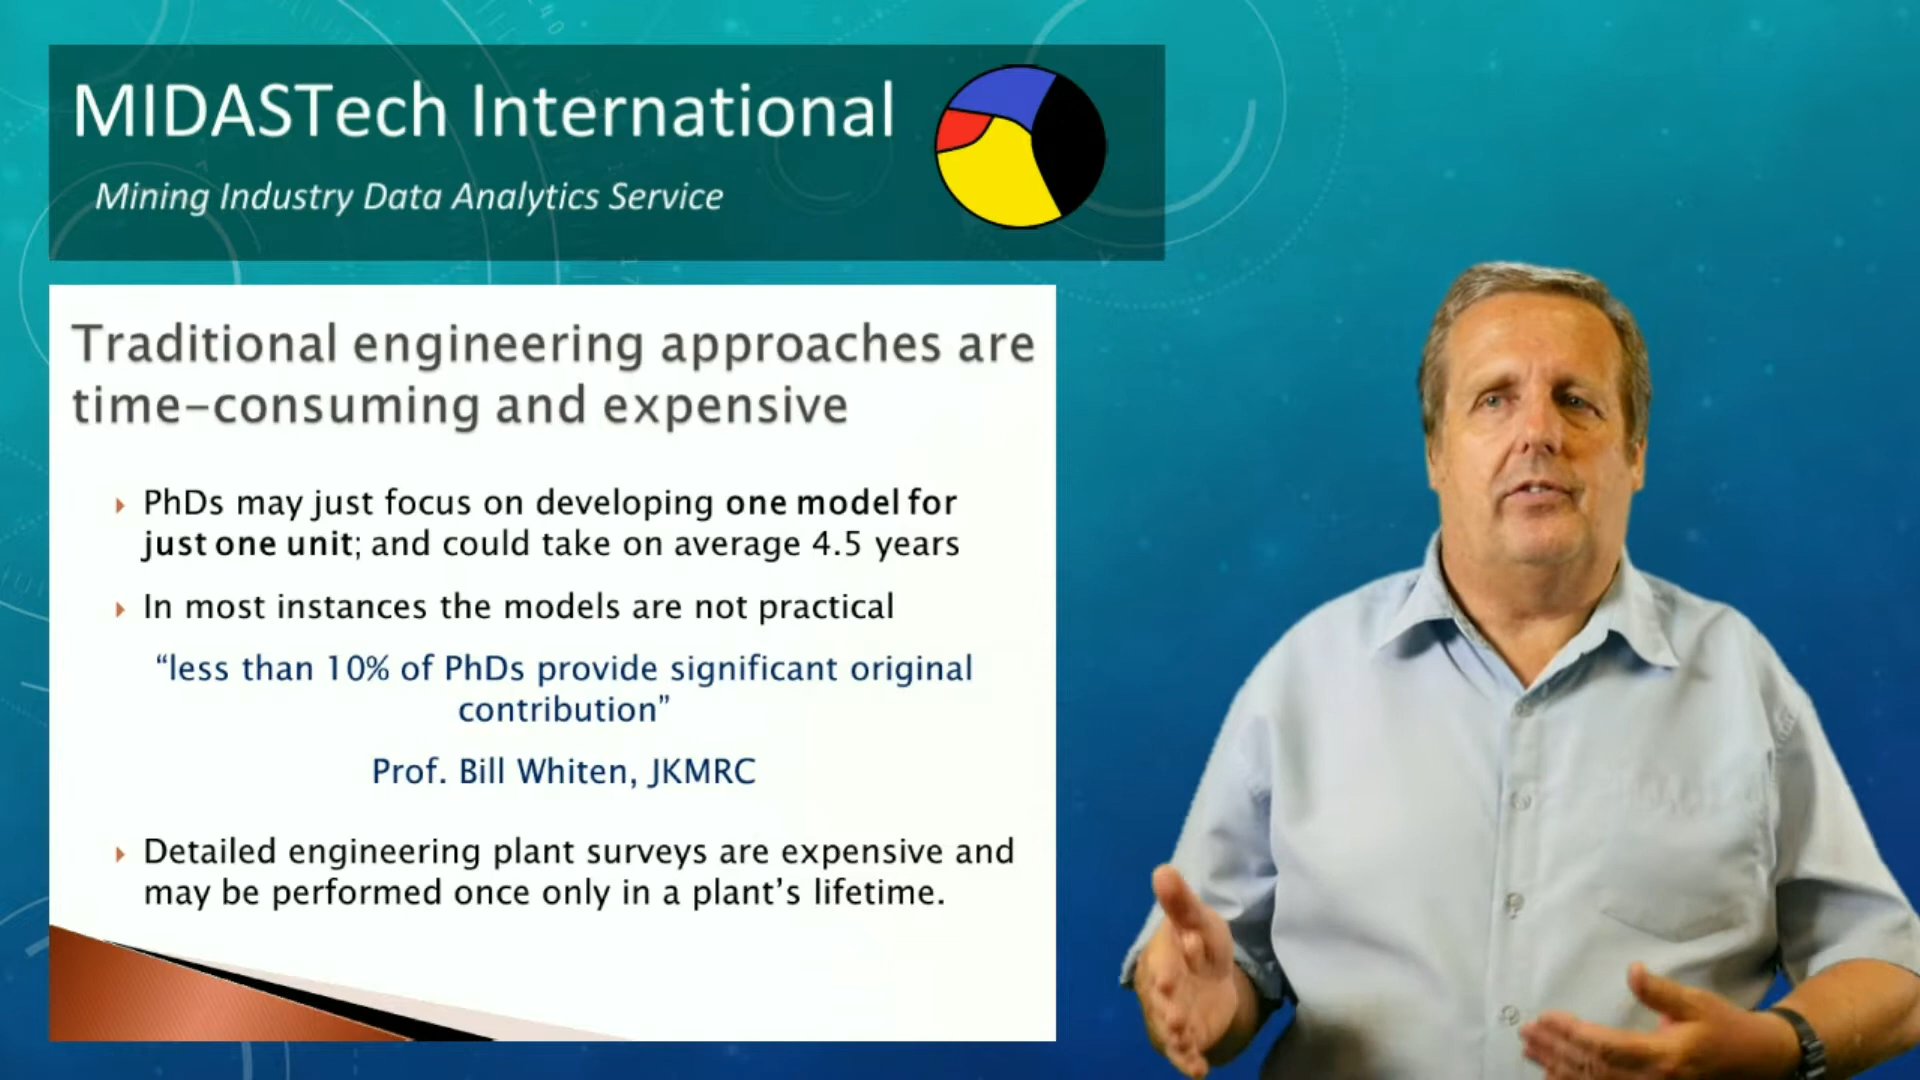 MIDASTech International
Mining Industry Data Analytics Service
Traditional engineering approaches are
time-consuming and expensive
PhDs may just focus on developing one model for
just one unit; and could take on average 4.5 years
In most instances the models are not practical
“less than 10% of PhDs provide significant original
contribution”
Prof. Bill Whiten, JKMRC
Detailed engineering plant surveys are expensive and
may be performed once only in a plant’s lifetime.